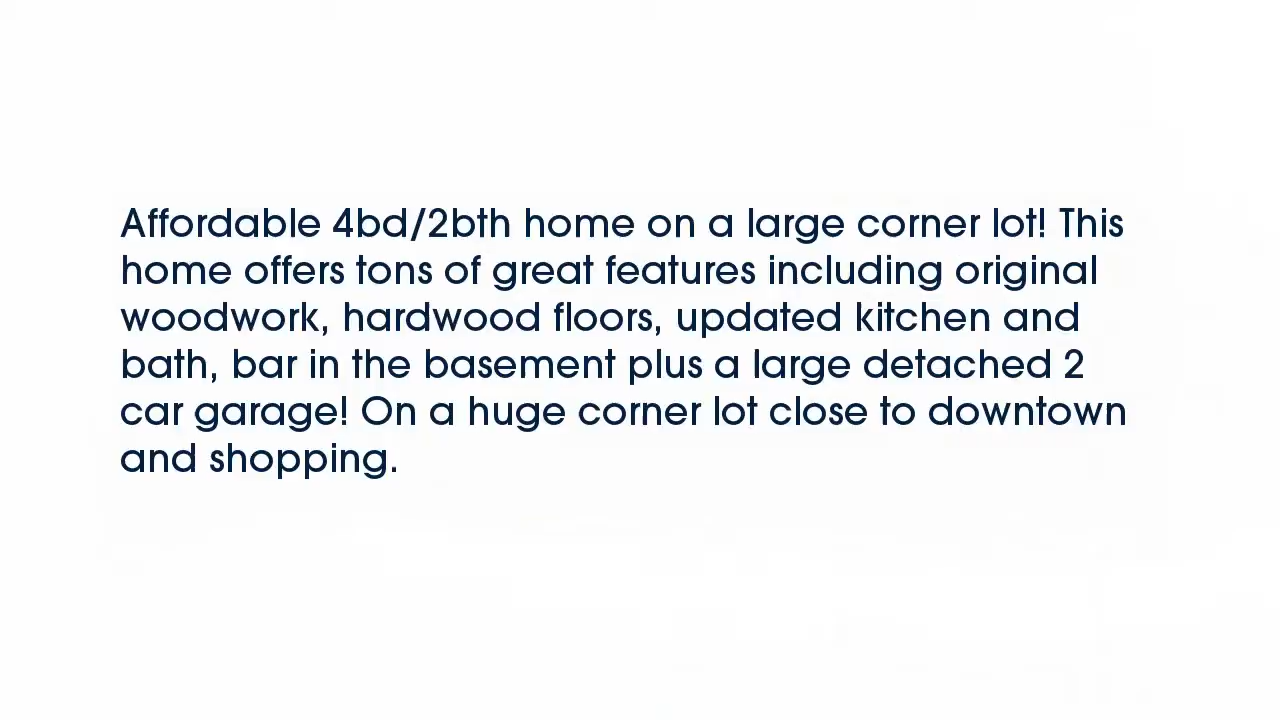 Affordable 4bd/2bth home on a large corner lot! This
home offers tons of great features including original
woodwork, hardwood floors, updated kitchen and
bath, bar in the basement plus a large detached 2
car garage! On a huge corner lot close to downtown
and shopping.